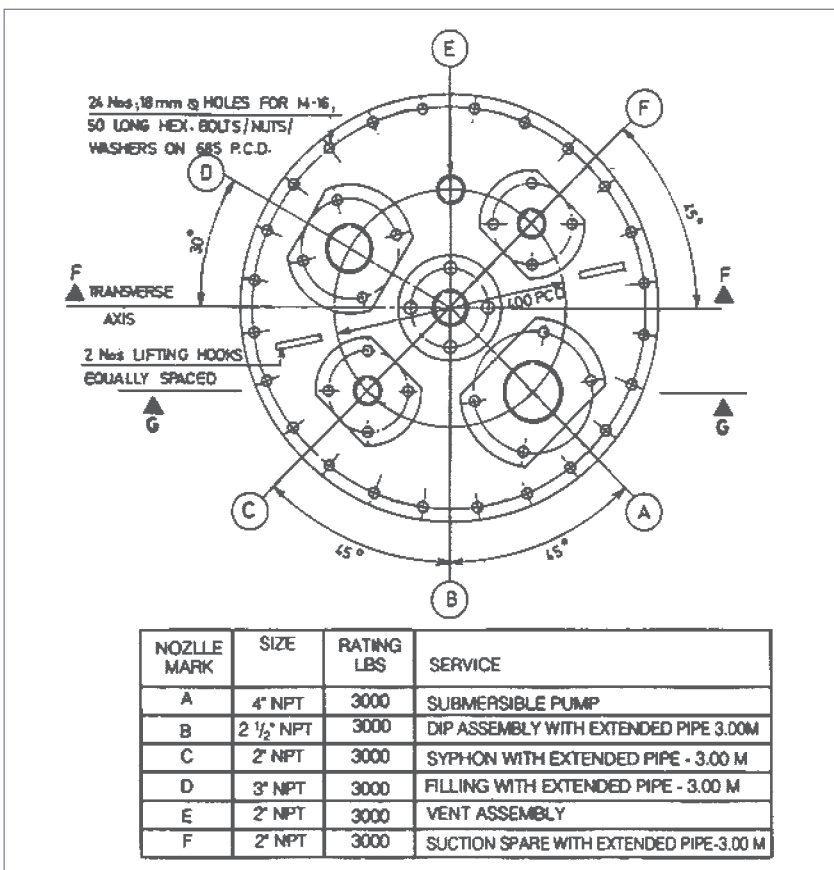 E
24 Nos; 18 mm ø HOLES FOR M-16,
50 LONG HEX. BOLTS/NUTS/
WASHERS ON 685 P.C.D.
F
D
45°
30°
F
TRANSVERSE
AXIS
400 PCD
F
2 Nos LIFTING HOOKS
EQUALLY SPACED
G
G
C
A
45°
45°
B
NOZLLE MARK SIZE RATING LBS SERVICE
A 4" NPT 3000 SUBMERSIBLE PUMP
B 2 1/2" NPT 3000 DIP ASSEMBLY WITH EXTENDED PIPE 3.00M
C 2" NPT 3000 SYPHON WITH EXTENDED PIPE - 3.00 M
D 3" NPT 3000 FILLING WITH EXTENDED PIPE - 3.00 M
E 2" NPT 3000 VENT ASSEMBLY
F 2" NPT 3000 SUCTION SPARE WITH EXTENDED PIPE-3.00 M